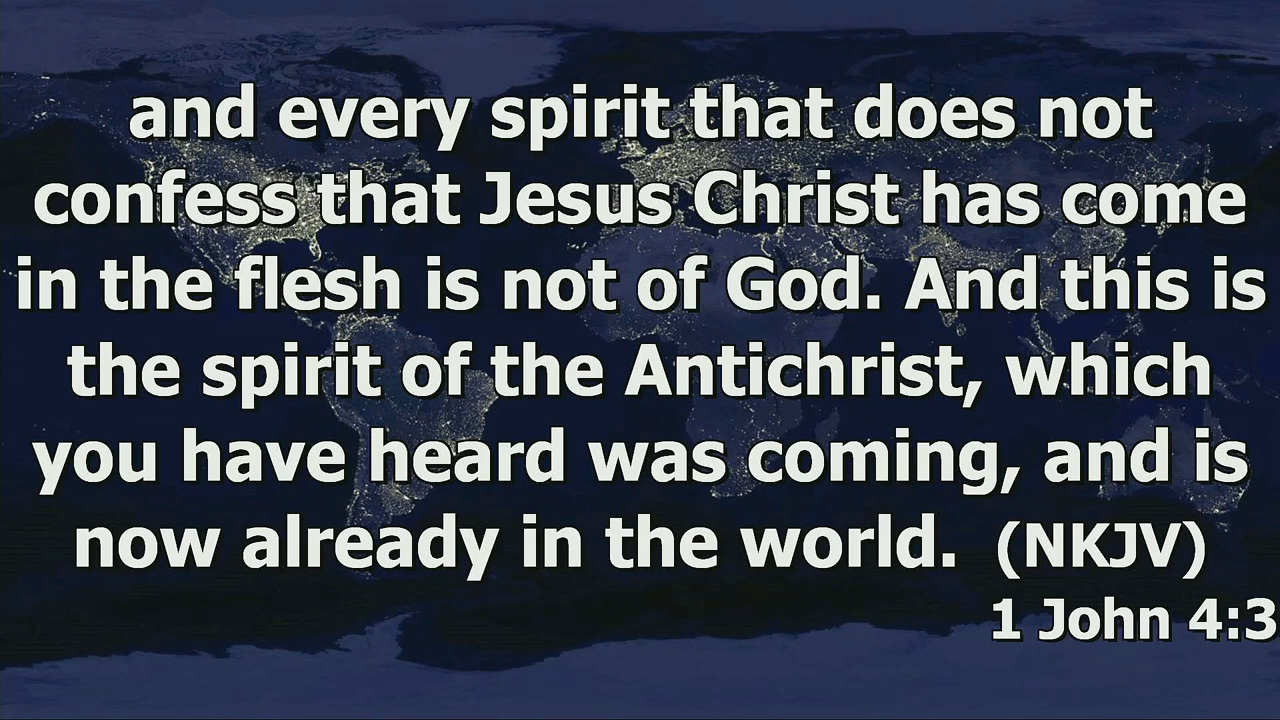 and every spirit that does not
confess that Jesus Christ has come
in the flesh is not of God. And this is
the spirit of the Antichrist, which
you have heard was coming, and is
now already in the world. (NKJV)
1 John 4:3